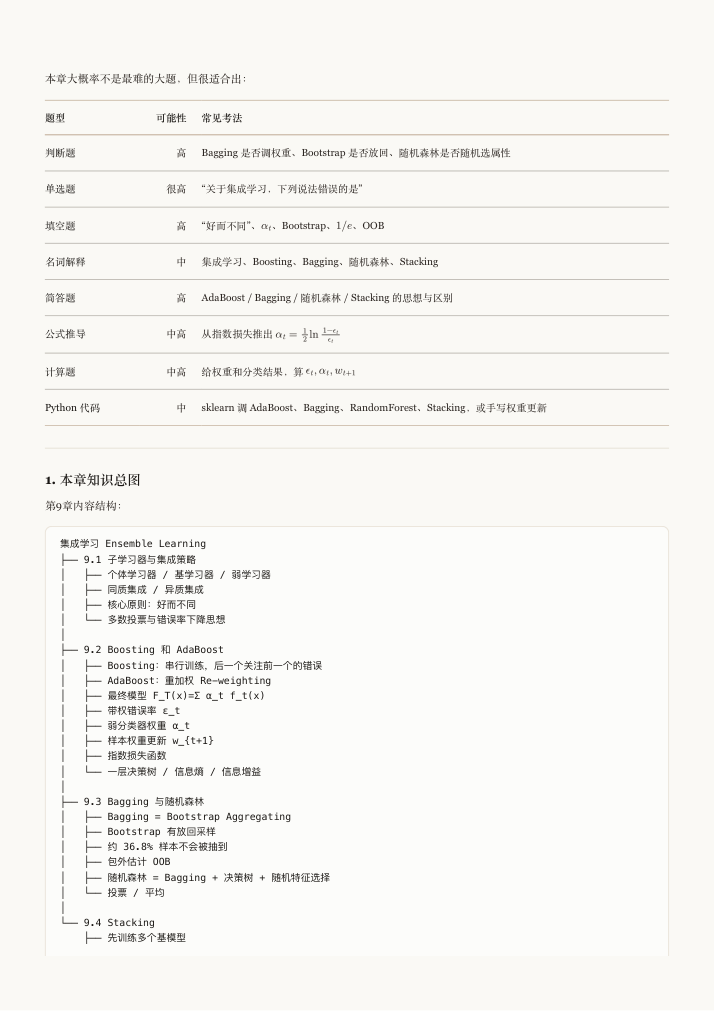 本章大概率不是最难的大题，但很适合出：
题型 可能性 常见考法
判断题 高 Bagging 是否调权重、Bootstrap 是否放回、随机森林是否随机选属性
单选题 很高 “关于集成学习，下列说法错误的是”
填空题 高 “好而不同”、α_t、Bootstrap、1/e、OOB
名词解释 中 集成学习、Boosting、Bagging、随机森林、Stacking
简答题 高 AdaBoost / Bagging / 随机森林 / Stacking 的思想与区别
公式推导 中高 从指数损失推出 α_t = 1/2 ln (1−ϵ_t)/ϵ_t
计算题 中高 给权重和分类结果，算 ϵ_t, α_t, w_{t+1}
Python 代码 中 sklearn 调 AdaBoost、Bagging、RandomForest、Stacking，或手写权重更新
1. 本章知识总图
第9章内容结构：
集成学习 Ensemble Learning
├── 9.1 子学习器与集成策略
│   ├── 个体学习器 / 基学习器 / 弱学习器
│   ├── 同质集成 / 异质集成
│   ├── 核心原则：好而不同
│   └── 多数投票与错误率下降思想
│
├── 9.2 Boosting 和 AdaBoost
│   ├── Boosting：串行训练，后一个关注前一个的错误
│   ├── AdaBoost：重加权 Re-weighting
│   ├── 最终模型 F_T(x)=Σ α_t f_t(x)
│   ├── 带权错误率 ε_t
│   ├── 弱分类器权重 α_t
│   ├── 样本权重更新 w_{t+1}
│   ├── 指数损失函数
│   └── 一层决策树 / 信息熵 / 信息增益
│
├── 9.3 Bagging 与随机森林
│   ├── Bagging = Bootstrap Aggregating
│   ├── Bootstrap 有放回采样
│   ├── 约 36.8% 样本不会被抽到
│   ├── 包外估计 OOB
│   ├── 随机森林 = Bagging + 决策树 + 随机特征选择
│   └── 投票 / 平均
│
└── 9.4 Stacking
    ├── 先训练多个基模型